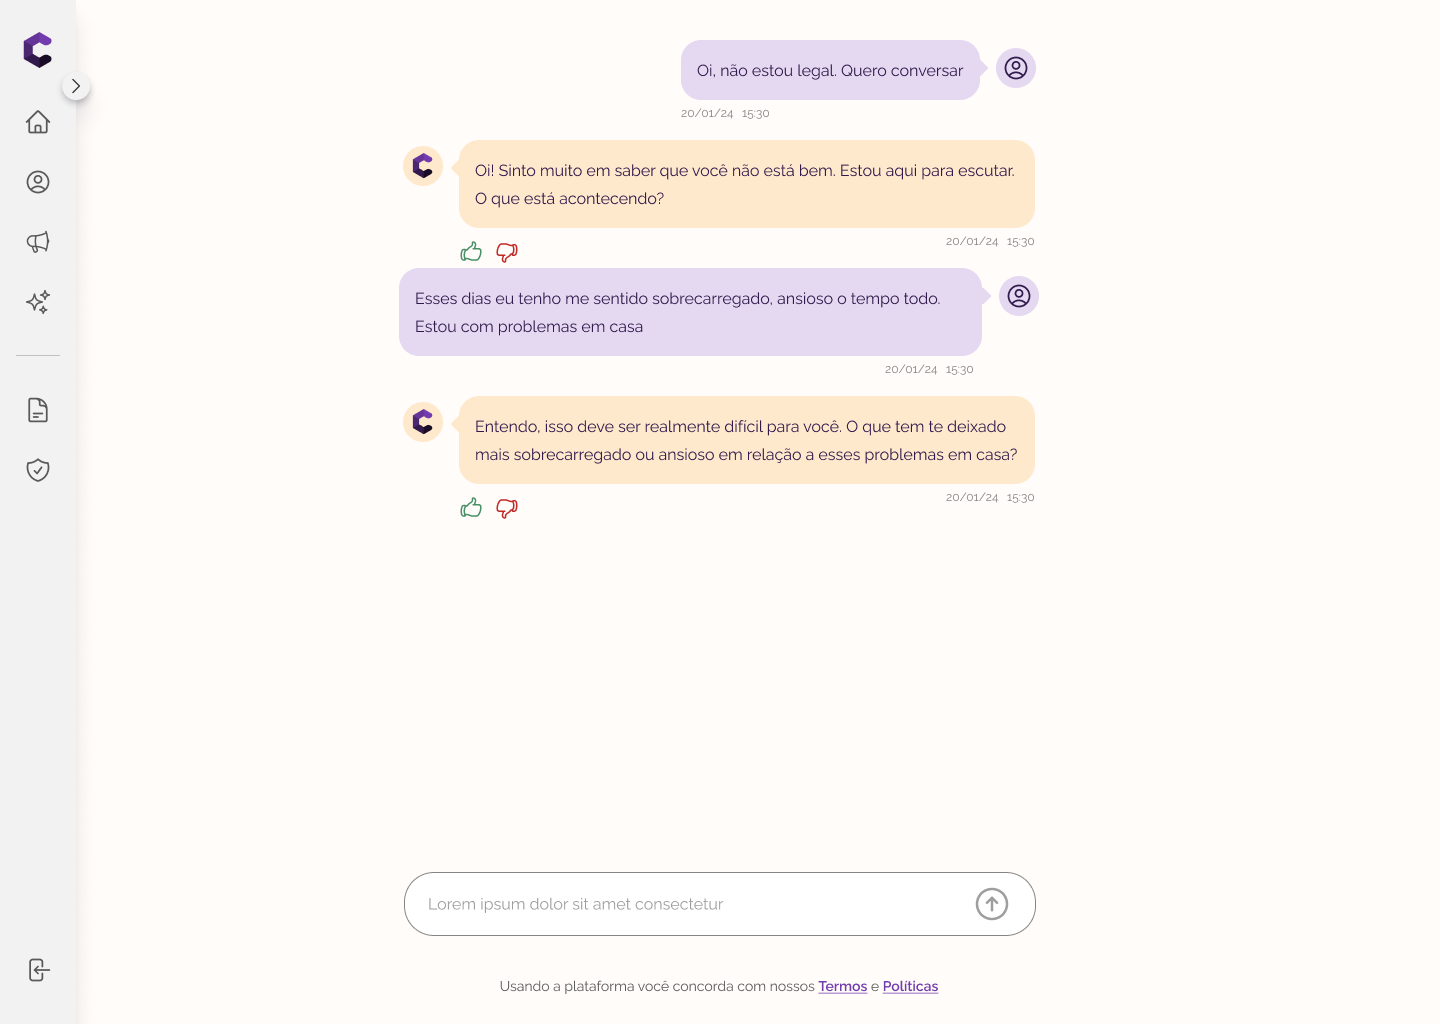 Oi, não estou legal. Quero conversar
20/01/24 15:30
Oi! Sinto muito em saber que você não está bem. Estou aqui para escutar.
O que está acontecendo?
20/01/24 15:30
Esses dias eu tenho me sentido sobrecarregado, ansioso o tempo todo.
Estou com problemas em casa
20/01/24 15:30
Entendo, isso deve ser realmente difícil para você. O que tem te deixado
mais sobrecarregado ou ansioso em relação a esses problemas em casa?
20/01/24 15:30
Lorem ipsum dolor sit amet consectetur
Usando a plataforma você concorda com nossos Termos e Políticas